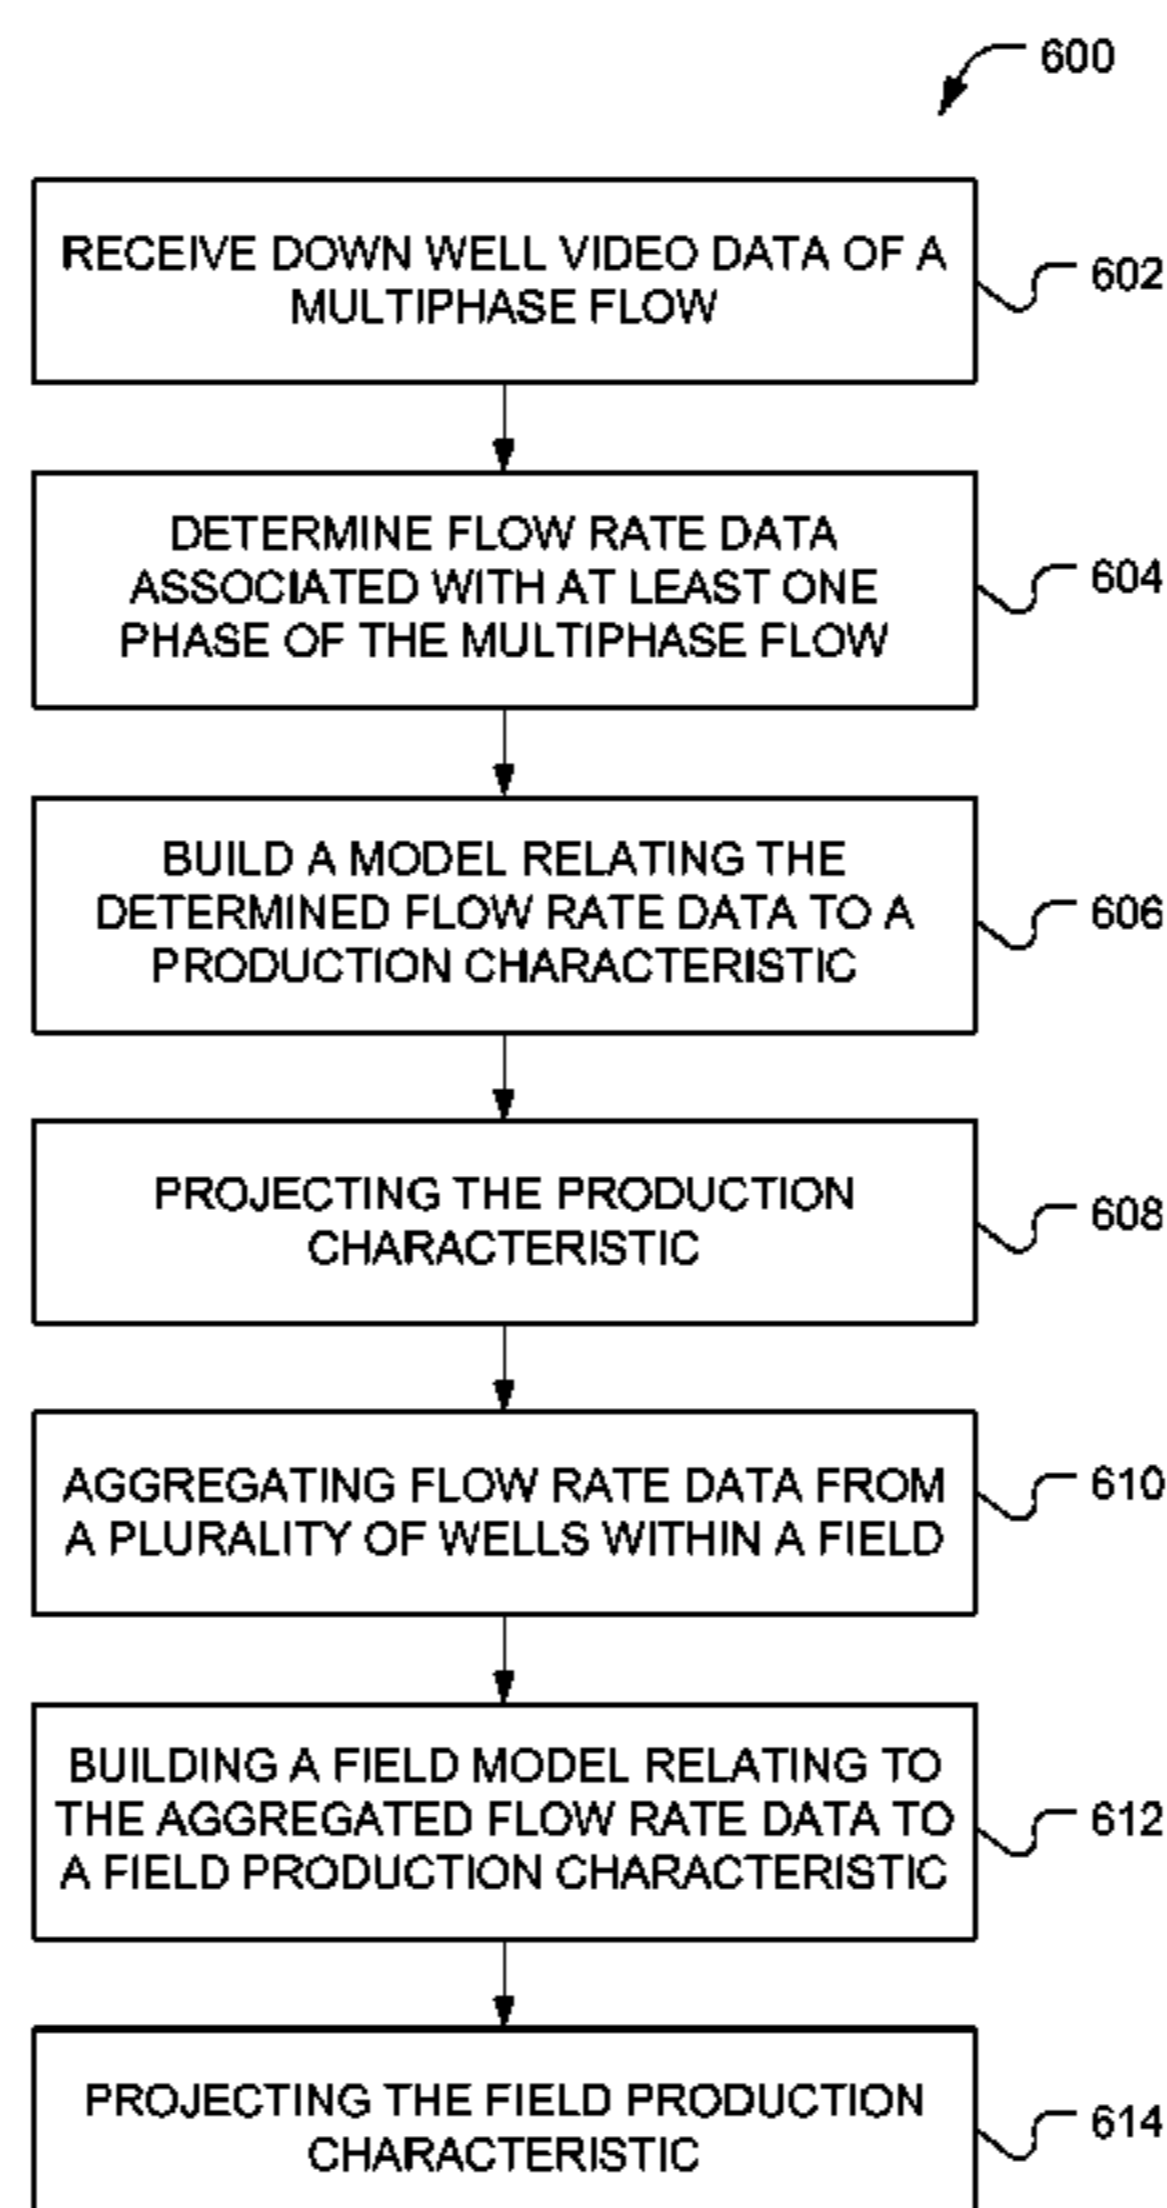 600
RECEIVE DOWN WELL VIDEO DATA OF A
MULTIPHASE FLOW
602
DETERMINE FLOW RATE DATA
ASSOCIATED WITH AT LEAST ONE
PHASE OF THE MULTIPHASE FLOW
604
BUILD A MODEL RELATING THE
DETERMINED FLOW RATE DATA TO A
PRODUCTION CHARACTERISTIC
606
PROJECTING THE PRODUCTION
CHARACTERISTIC
608
AGGREGATING FLOW RATE DATA FROM
A PLURALITY OF WELLS WITHIN A FIELD
610
BUILDING A FIELD MODEL RELATING TO
THE AGGREGATED FLOW RATE DATA TO
A FIELD PRODUCTION CHARACTERISTIC
612
PROJECTING THE FIELD PRODUCTION
CHARACTERISTIC
614